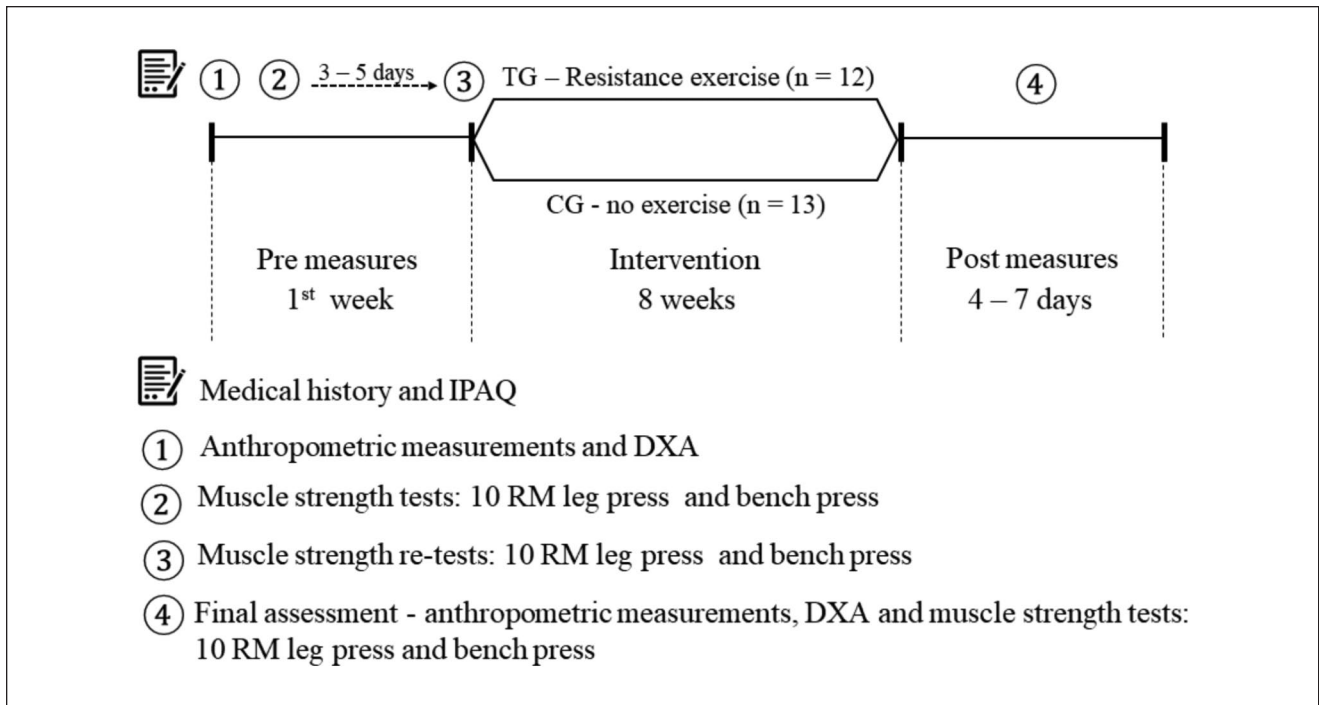 ① ② 3 – 5 days ③ TG – Resistance exercise (n = 12) ④
CG - no exercise (n = 13)
Pre measures Intervention Post measures
1st week 8 weeks 4 – 7 days
Medical history and IPAQ
① Anthropometric measurements and DXA
② Muscle strength tests: 10 RM leg press and bench press
③ Muscle strength re-tests: 10 RM leg press and bench press
④ Final assessment - anthropometric measurements, DXA and muscle strength tests:
10 RM leg press and bench press